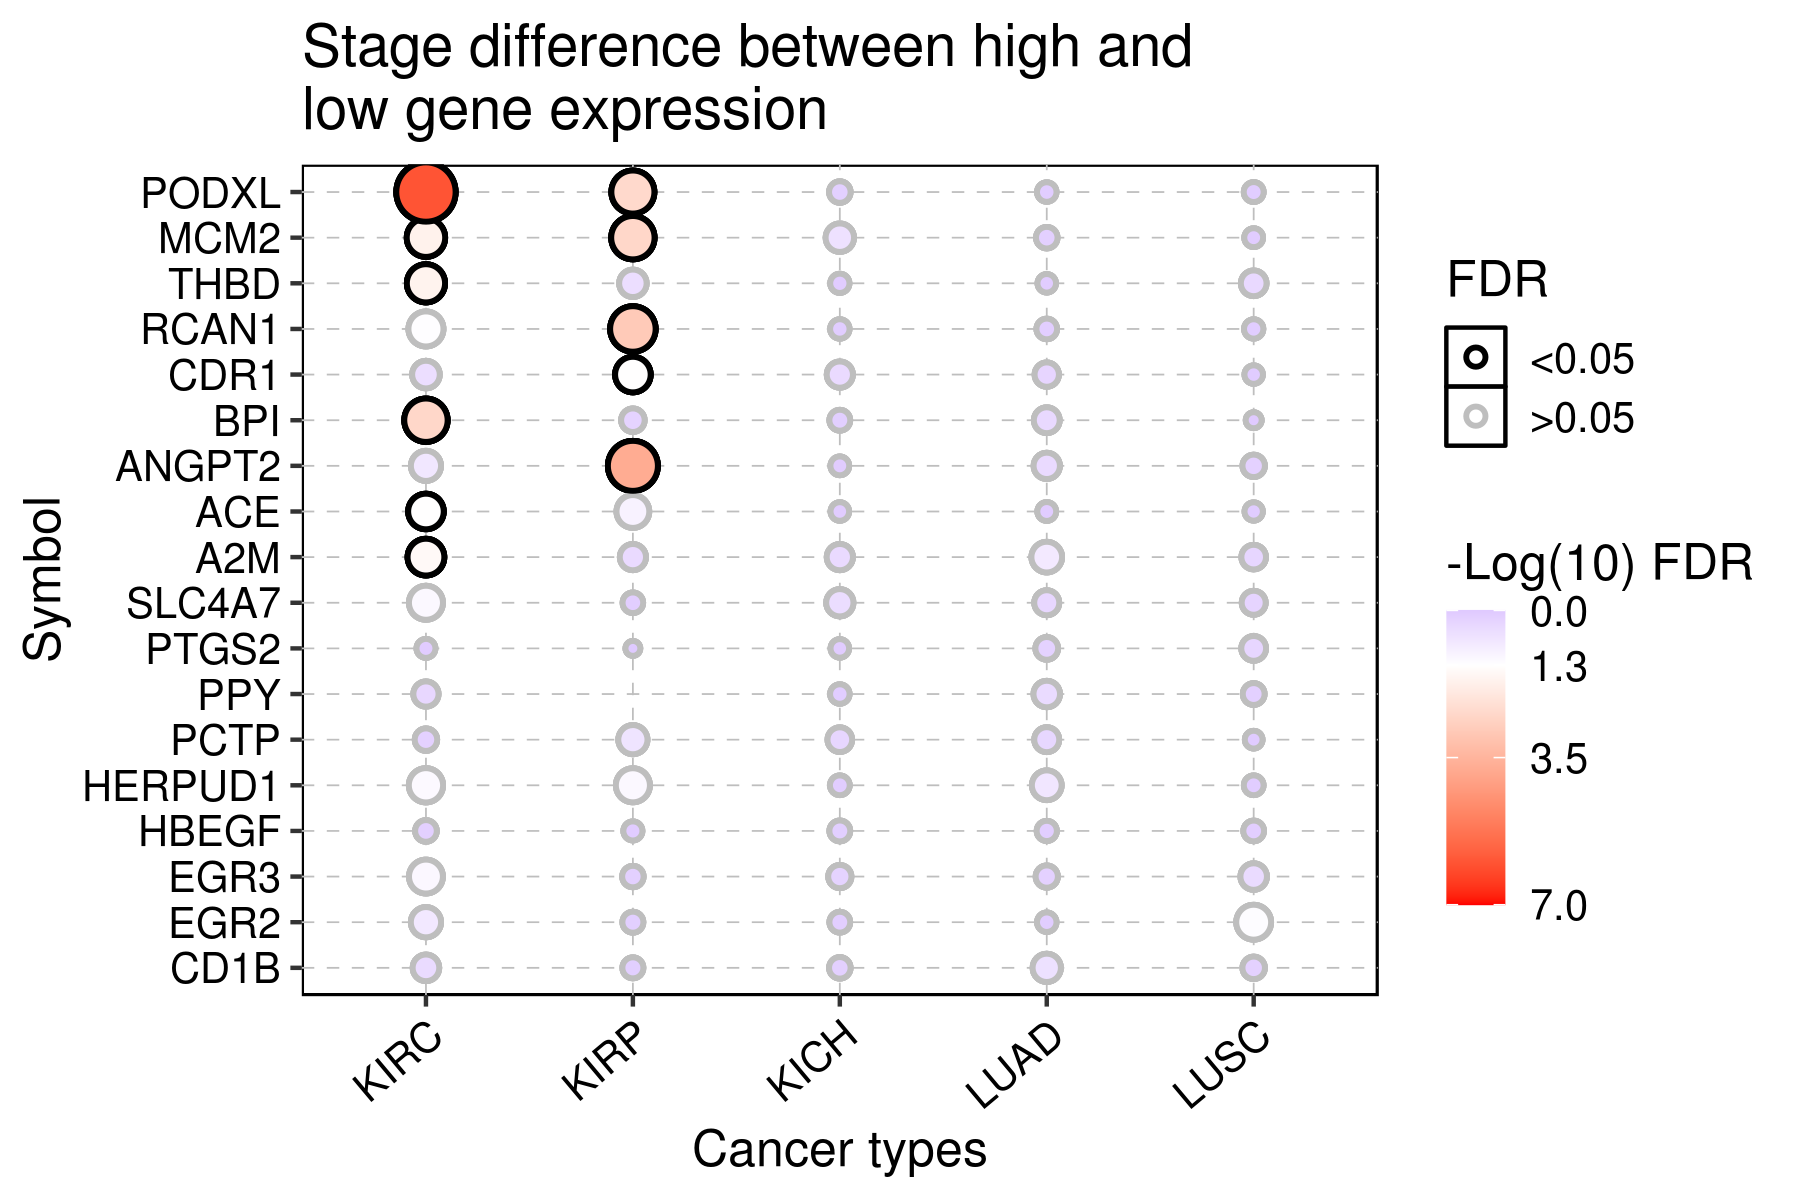 Stage difference between high and
low gene expression
PODXL
MCM2
THBD
RCAN1
CDR1
BPI
ANGPT2
ACE
A2M
SLC4A7
PTGS2
PPY
PCTP
HERPUD1
HBEGF
EGR3
EGR2
CD1B
Symbol
KIRC
KIRP
KICH
LUAD
LUSC
Cancer types
FDR
<0.05
>0.05
-Log(10) FDR
0.0
1.3
3.5
7.0